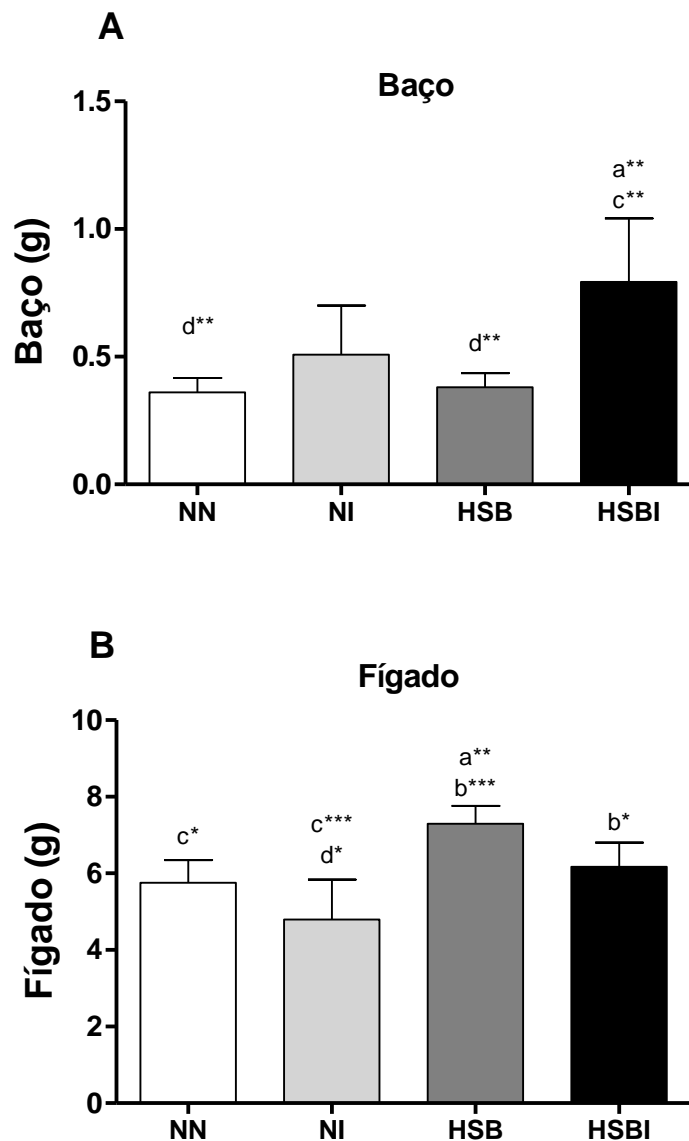 A
Baço
Baço (g)
1.5
1.0
0.5
0.0
a**
c**
d**
d**
NN NI HSB HSBI
B
Fígado
Fígado (g)
10
8
6
4
2
0
a**
b***
c*
c***
d*
b*
NN NI HSB HSBI